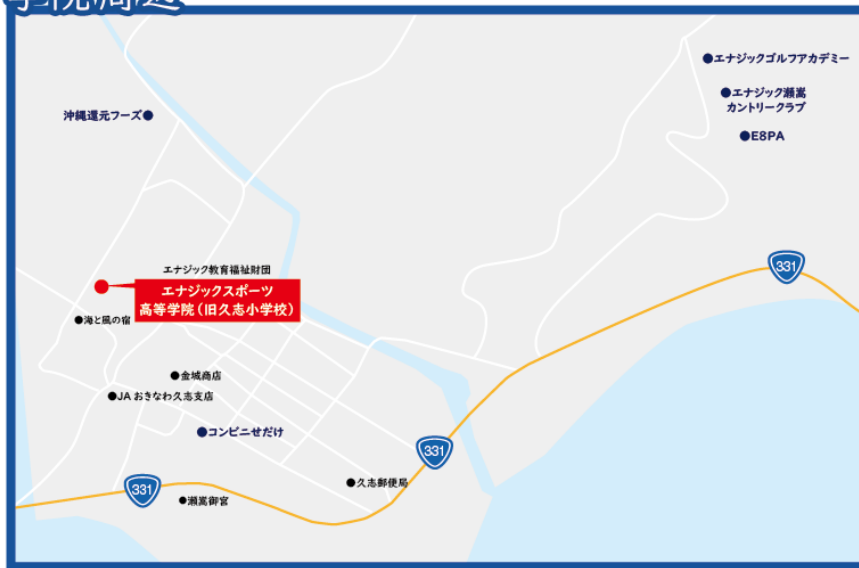 学院周辺
エナジックゴルフアカデミー
エナジック瀬嵩
カントリークラブ
E8PA
沖縄還元フーズ
331
エナジック教育福祉財団
エナジックスポーツ
高等学院(旧久志小学校)
海と風の宿
金城商店
JA おきなわ久志支店
コンビニせだけ
331
久志郵便局
331
瀬嵩御宮